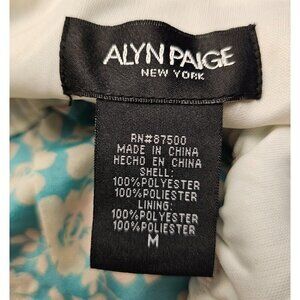 ALYN PAIGE
NEW YORK
RN#87500
MADE IN CHINA
HECHO EN CHINA
SHELL:
100%POLYESTER
100%POLIESTER
LINING:
100%POLYESTER
100%POLIESTER
M